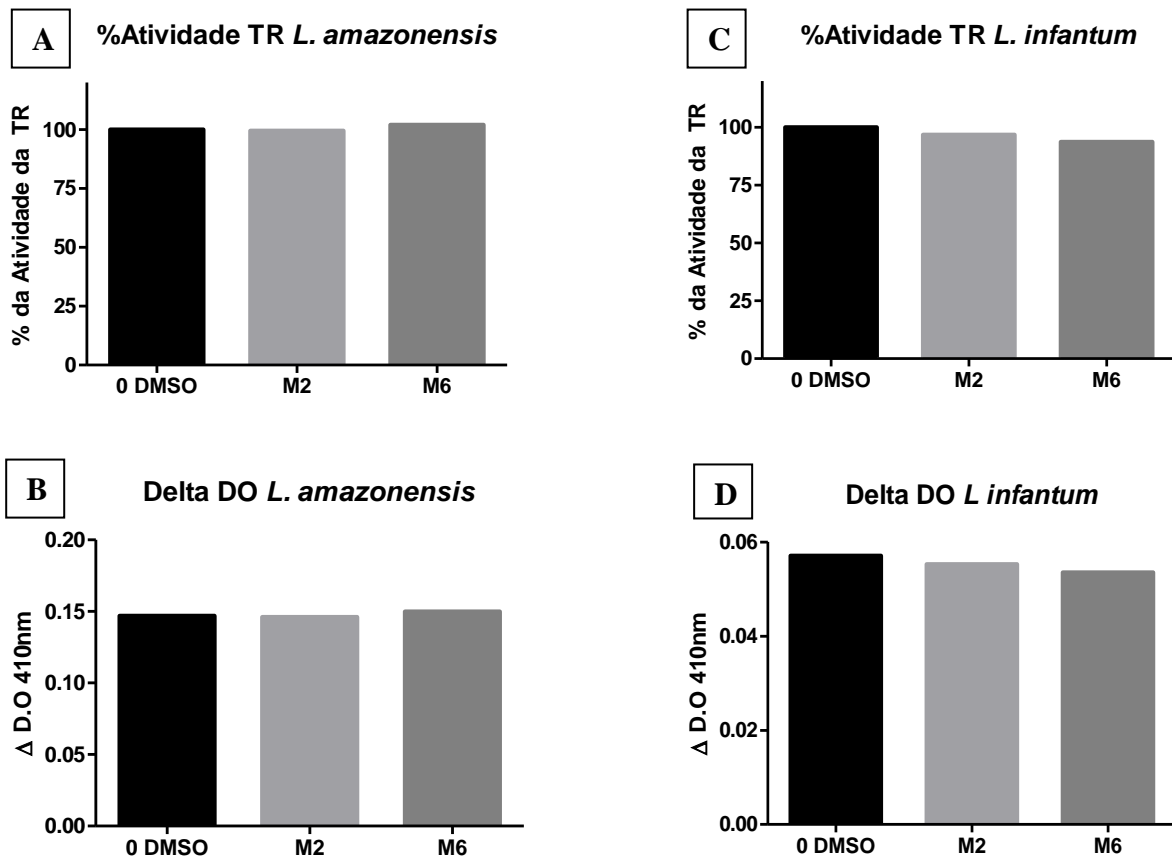 A
%Atividade TR L. amazonensis
% da Atividade da TR
100
75
50
25
0
0 DMSO M2 M6
C
%Atividade TR L. infantum
% da Atividade da TR
100
75
50
25
0
0 DMSO M2 M6
B
Delta DO L. amazonensis
Δ D.O 410nm
0.20
0.15
0.10
0.05
0.00
0 DMSO M2 M6
D
Delta DO L infantum
Δ D.O 410nm
0.06
0.04
0.02
0.00
0 DMSO M2 M6